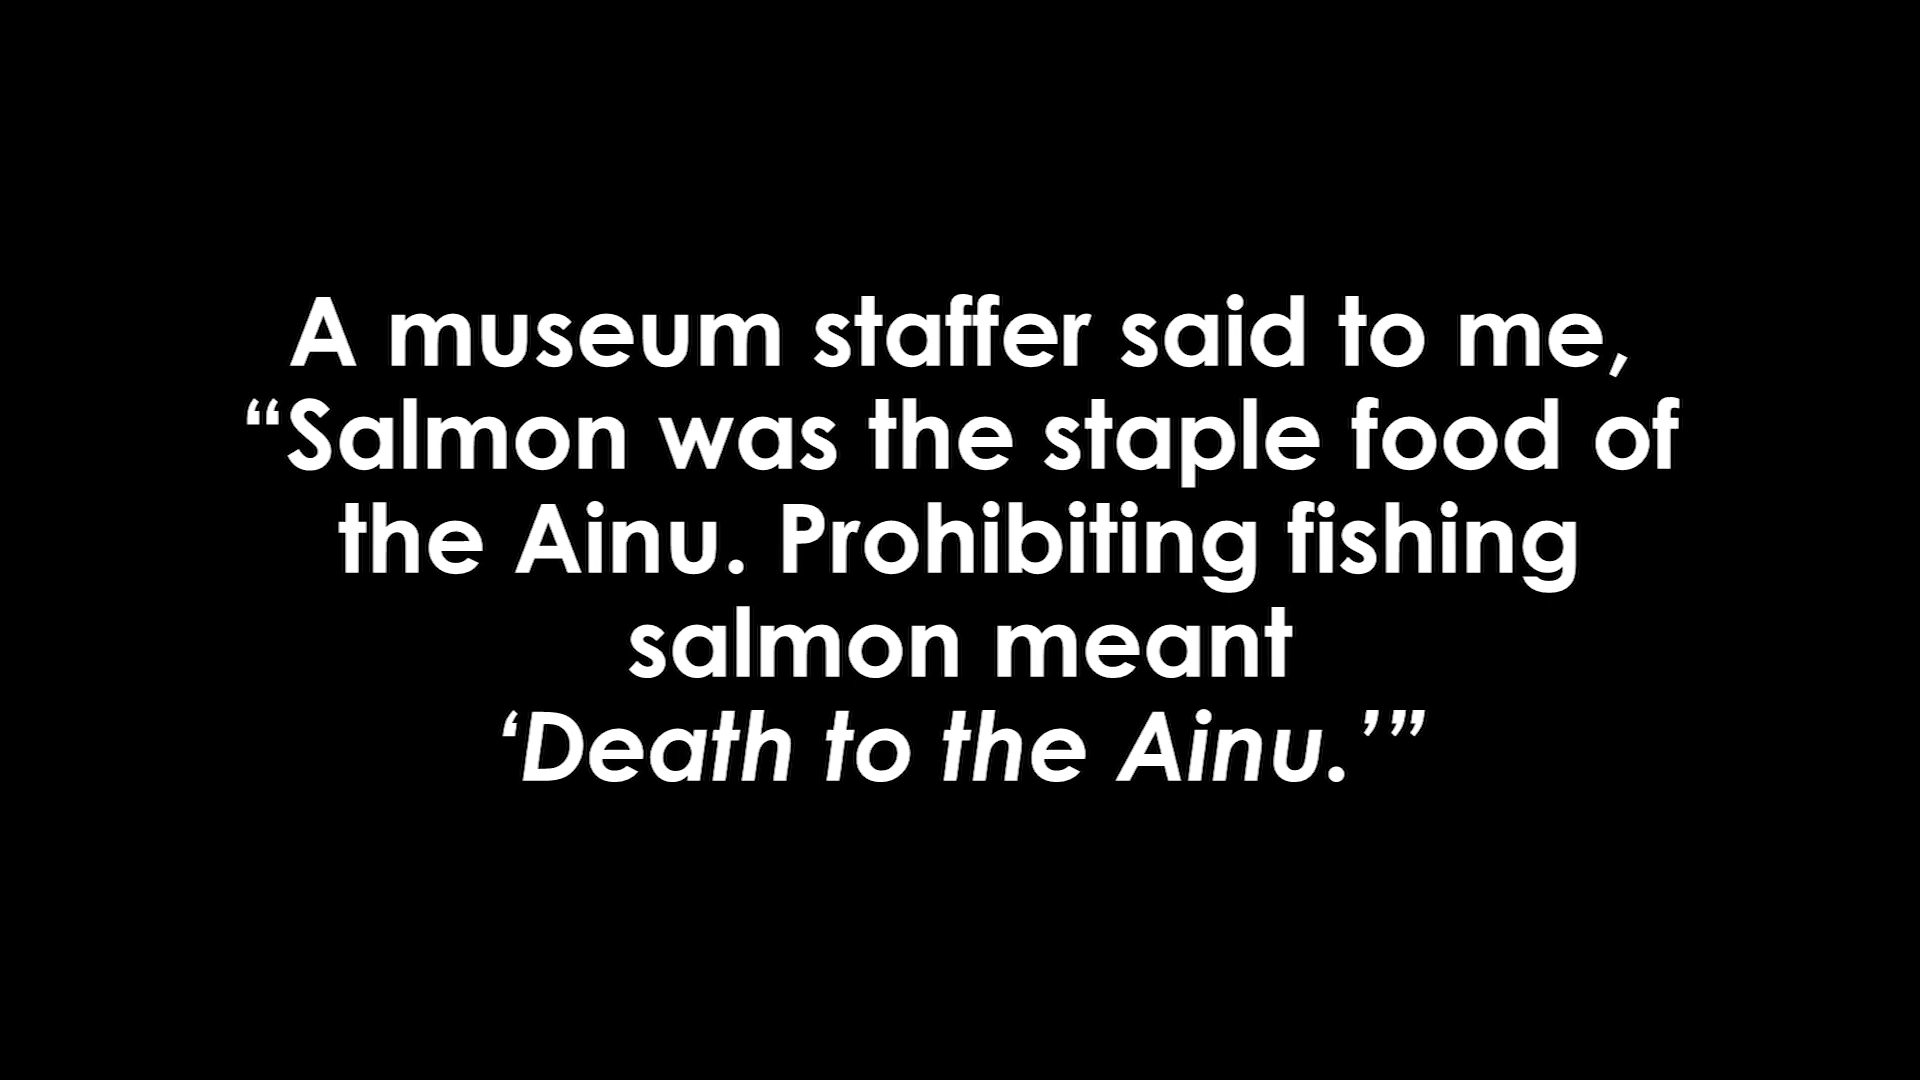 A museum staffer said to me,
“Salmon was the staple food of
the Ainu. Prohibiting fishing
salmon meant
‘Death to the Ainu.’”